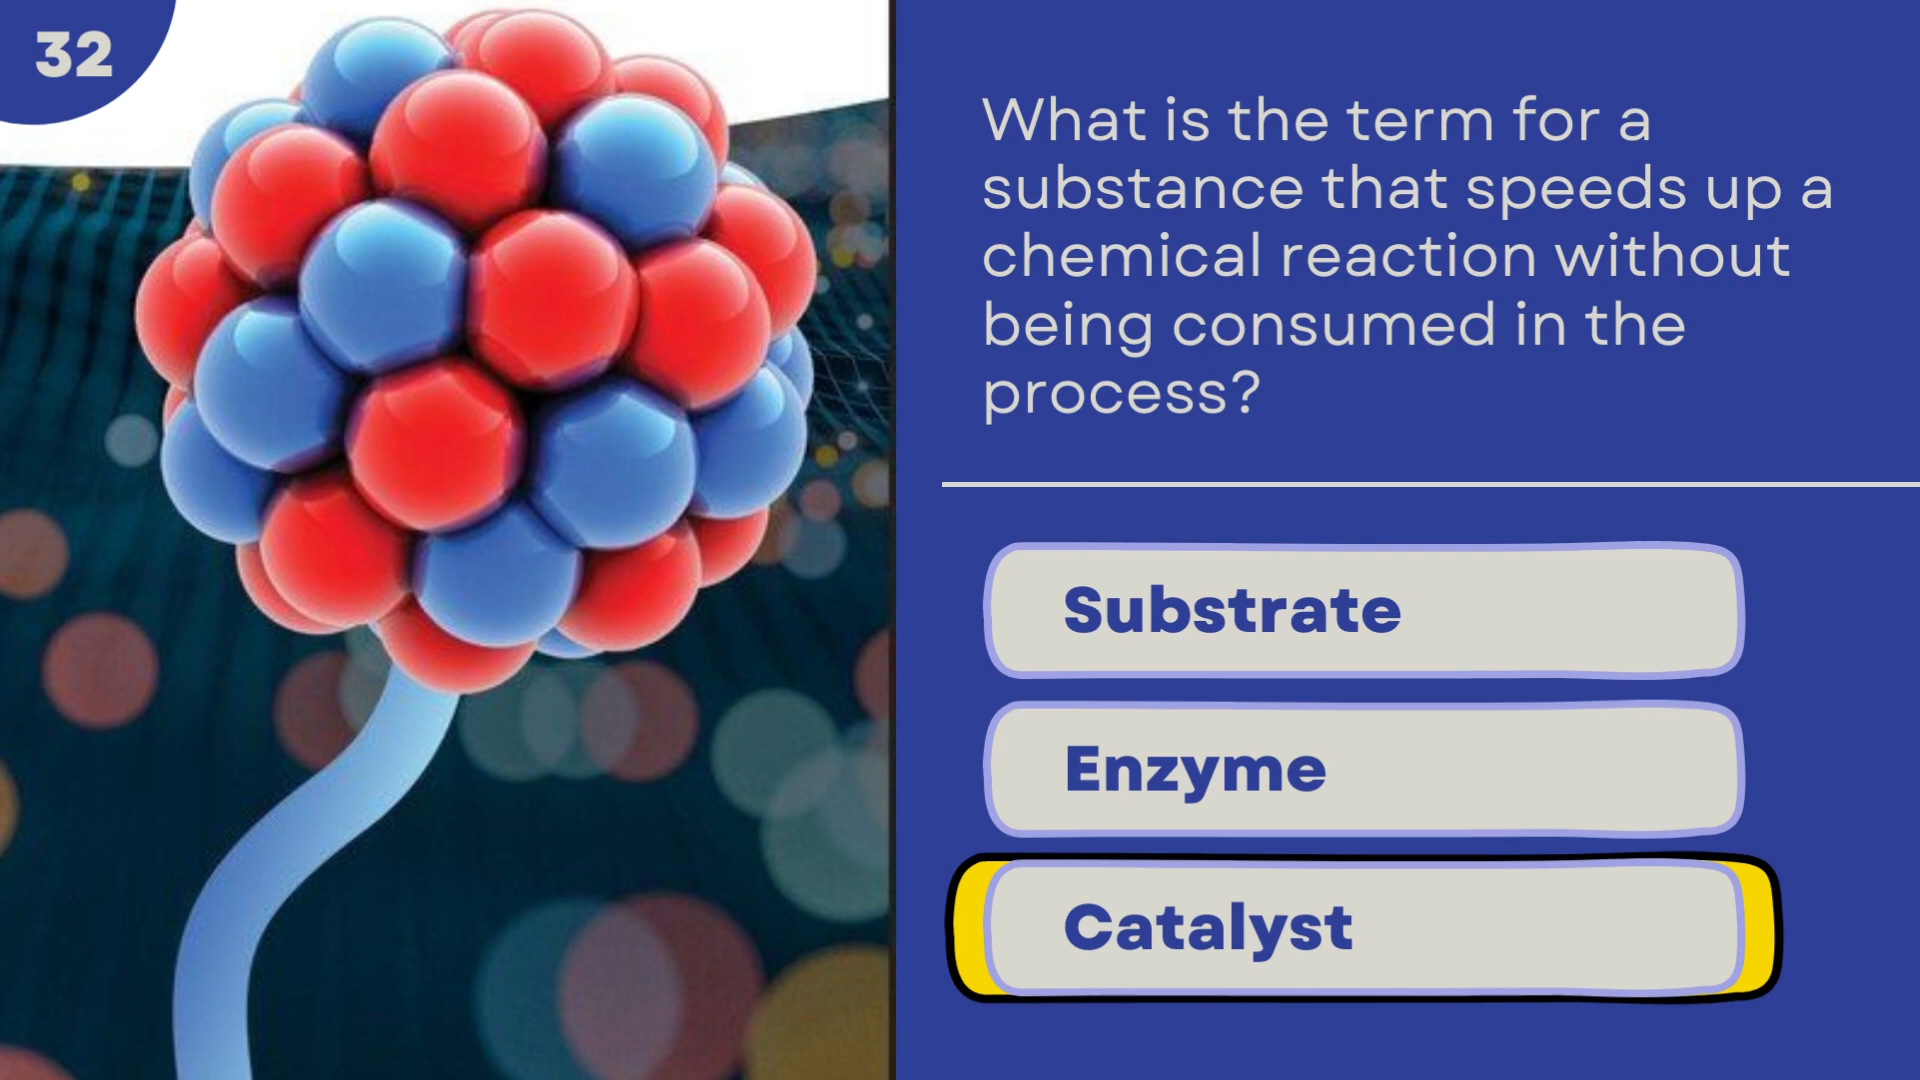 32
What is the term for a
substance that speeds up a
chemical reaction without
being consumed in the
process?
Substrate
Enzyme
Catalyst